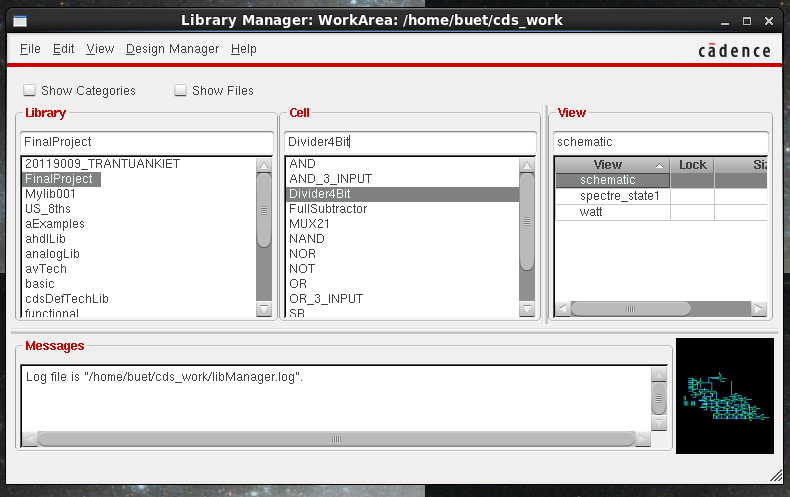 Library Manager: WorkArea: /home/buet/cds_work
File Edit View Design Manager Help
cādence
Show Categories Show Files
Library
FinalProject
20119009_TRANTUANKIET
FinalProject
Mylib001
US_8ths
aExamples
ahdlLib
analogLib
avTech
basic
cdsDefTechLib
functional
Cell
Divider4Bit
AND
AND_3_INPUT
Divider4Bit
FullSubtractor
MUX21
NAND
NOR
NOT
OR
OR_3_INPUT
SR
View
schematic
View Lock Siz
schematic
spectre_state1
watt
Messages
Log file is "/home/buet/cds_work/libManager.log".